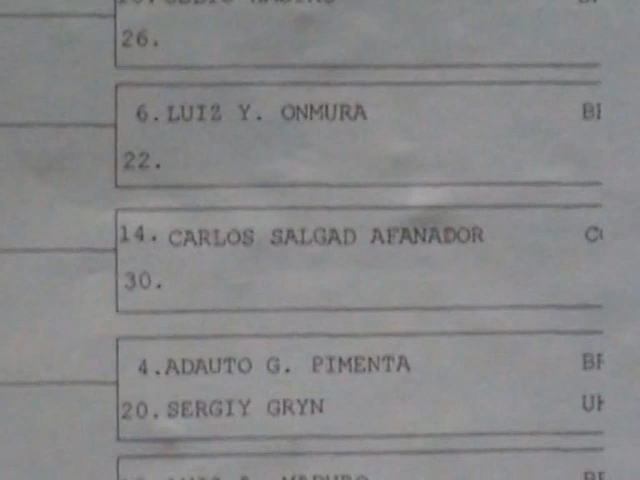 26.
6. LUIZ Y. ONMURA
22.
14. CARLOS SALGAD AFANADOR
30.
4. ADAUTO G. PIMENTA
20. SERGIY GRYN